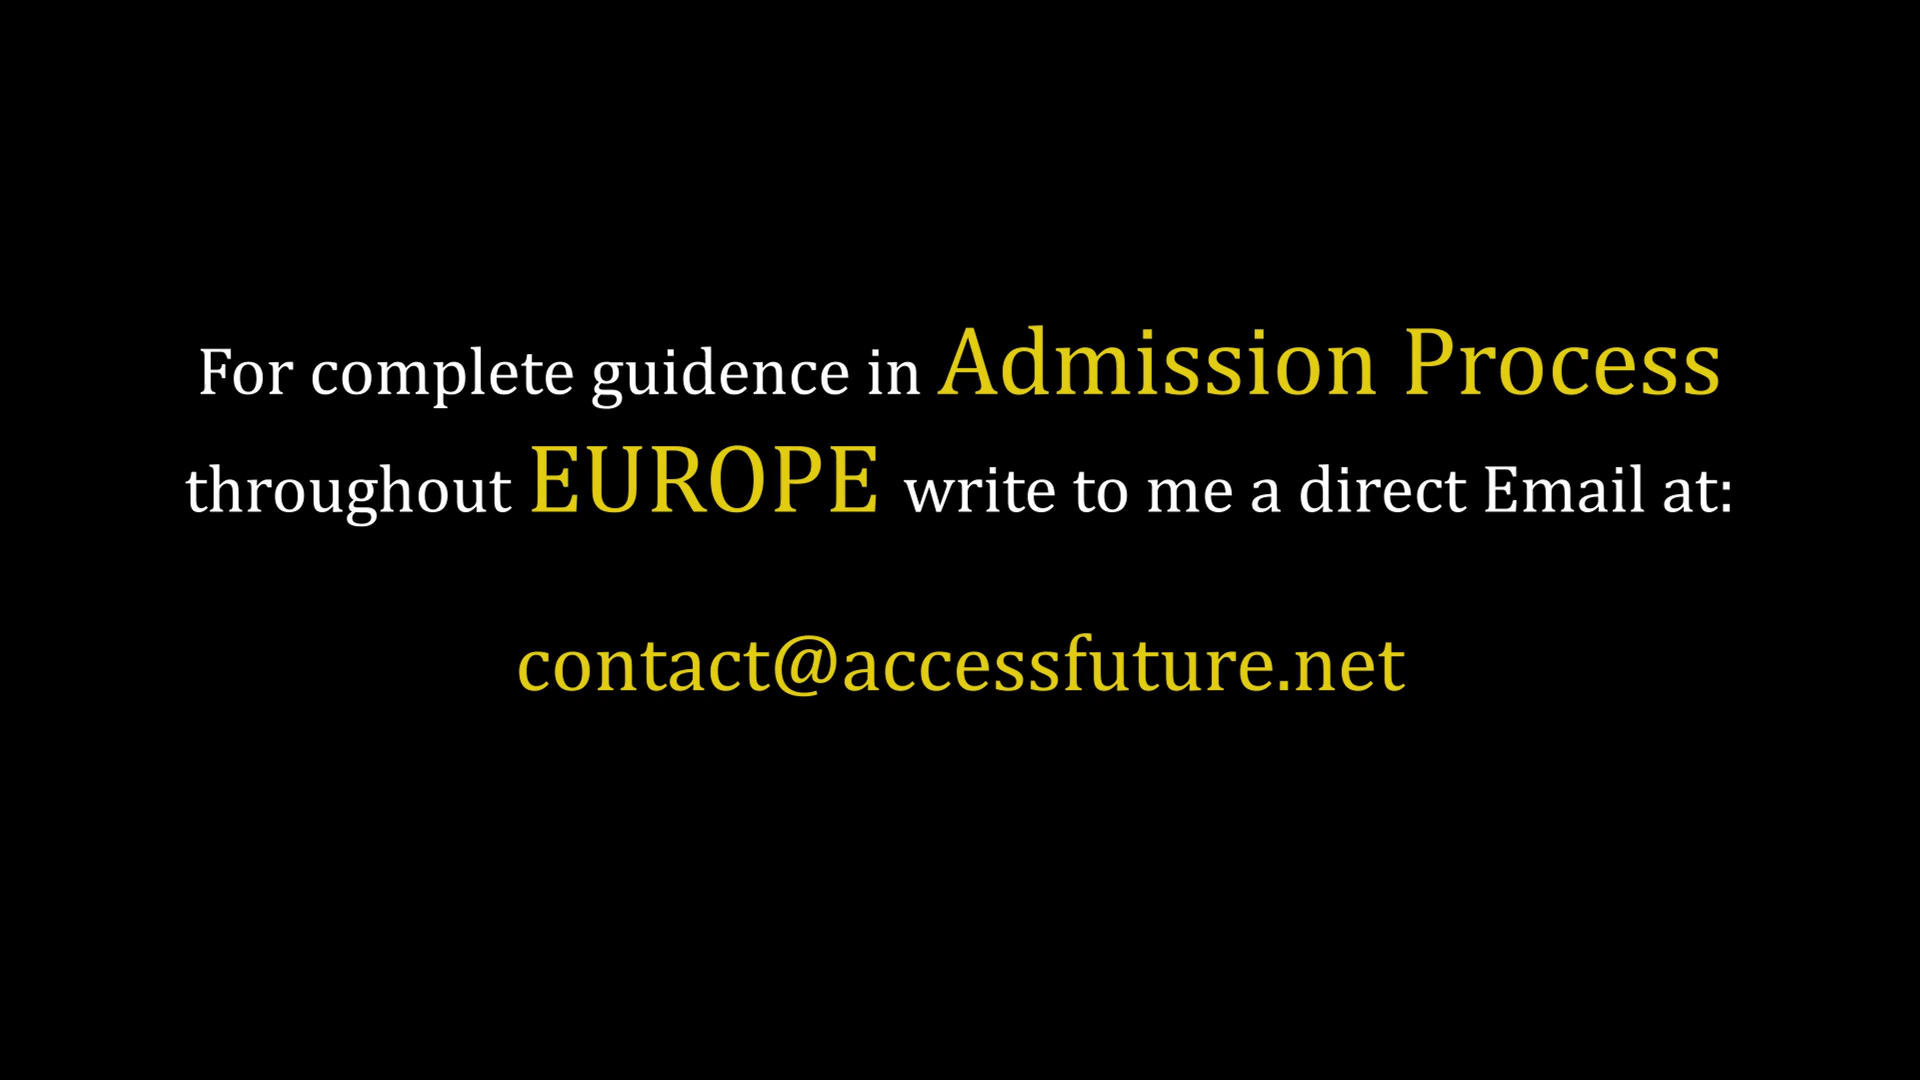 For complete guidence in Admission Process
throughout EUROPE write to me a direct Email at:
contact@accessfuture.net